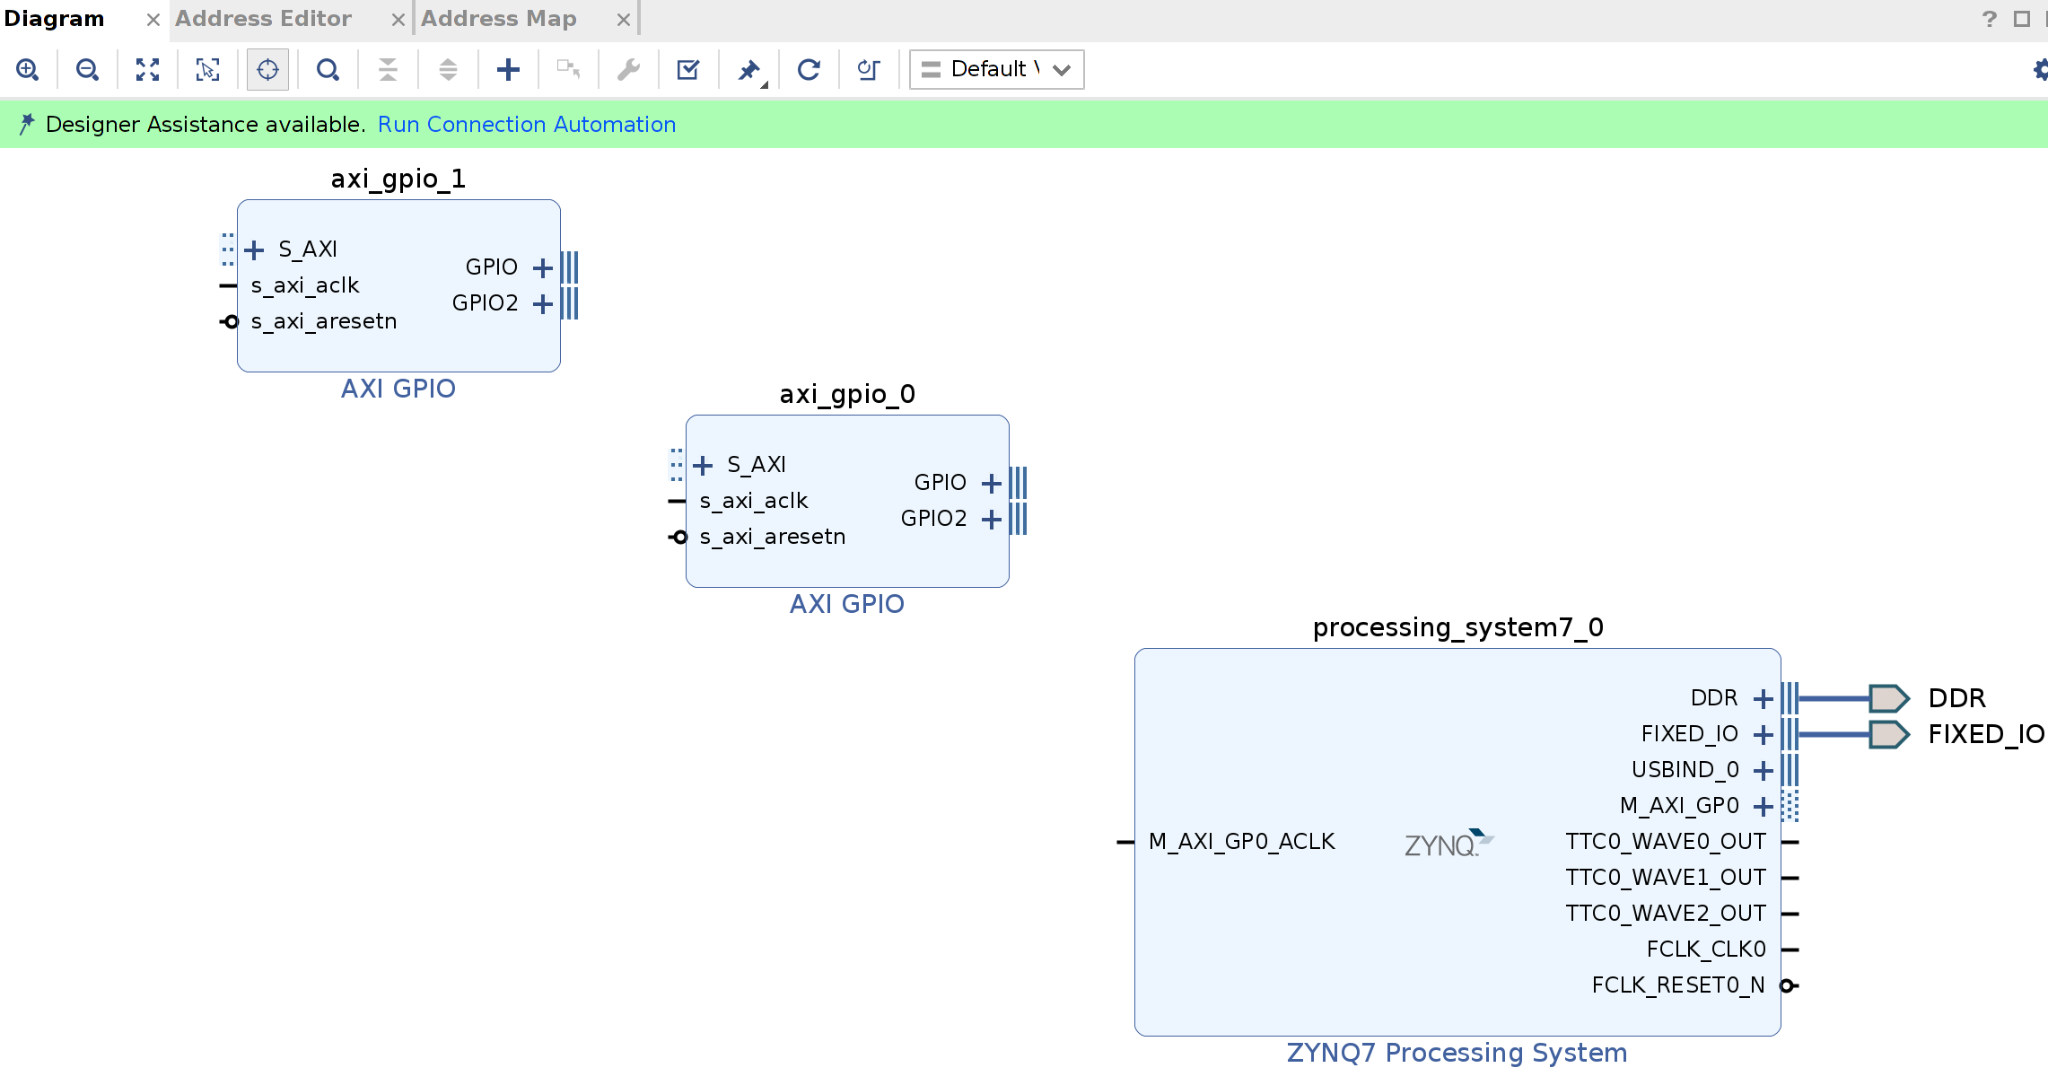 Diagram
Address Editor
Address Map
?
Default
Designer Assistance available. Run Connection Automation
axi_gpio_1
S_AXI
s_axi_aclk
s_axi_aresetn
GPIO
GPIO2
AXI GPIO
axi_gpio_0
S_AXI
s_axi_aclk
s_axi_aresetn
GPIO
GPIO2
AXI GPIO
processing_system7_0
M_AXI_GP0_ACLK
ZYNQ
DDR
FIXED_IO
USBIND_0
M_AXI_GP0
TTC0_WAVE0_OUT
TTC0_WAVE1_OUT
TTC0_WAVE2_OUT
FCLK_CLK0
FCLK_RESET0_N
DDR
FIXED_IO
ZYNQ7 Processing System